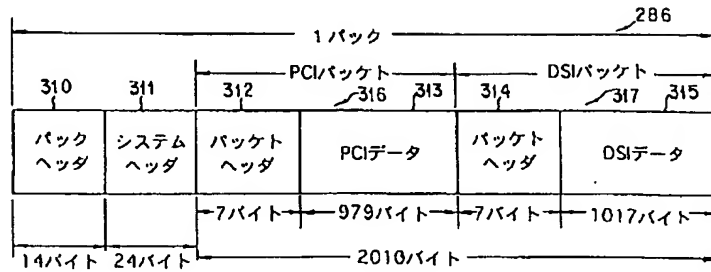 286
1パック
PCIパケット DSIパケット
310 311 312 316 313 314 317 315
パック
ヘッダ
システム
ヘッダ
パケット
ヘッダ
PCIデータ
パケット
ヘッダ
DSIデータ
7バイト 979バイト 7バイト 1017バイト
14バイト 24バイト 2010バイト